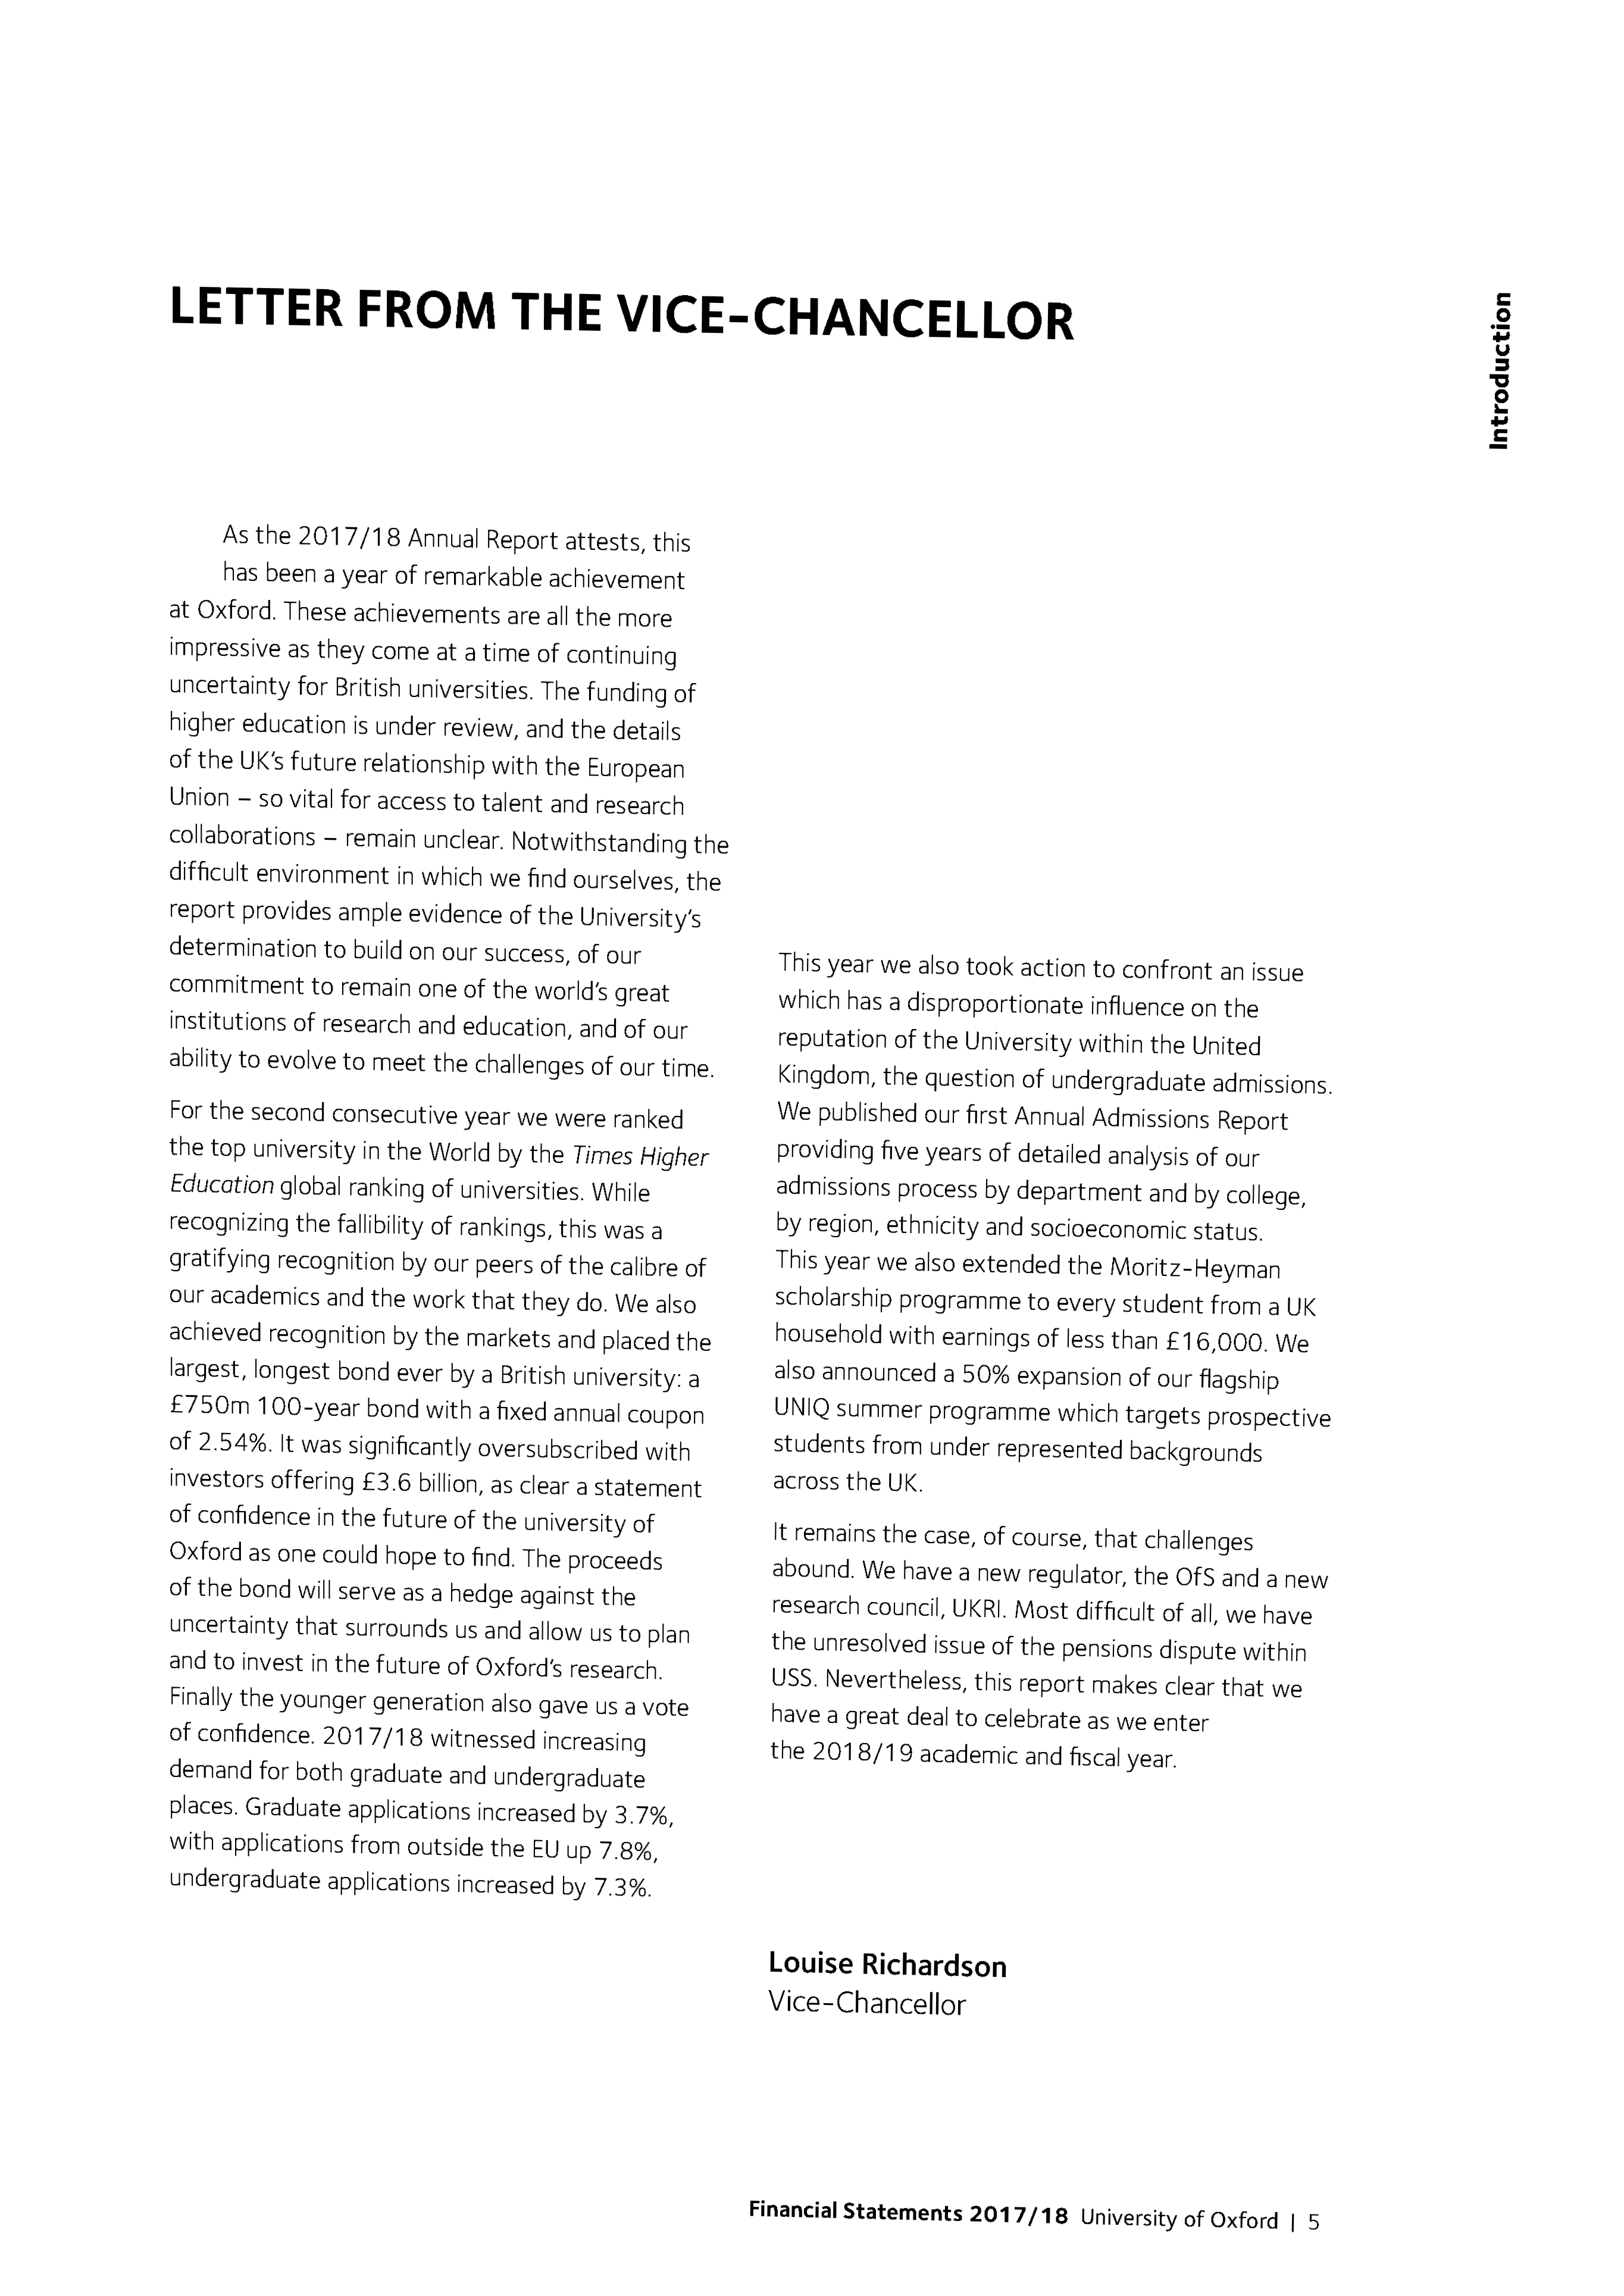 LETTER FROM THE VICE-CHANCELLOR
Introduction
As the 2017/18 Annual Report attests, this
has been a year of remarkable achievement
at Oxford. These achievements are all the more
impressive as they come at a time of continuing
uncertainty for British universities. The funding of
higher education is under review, and the details
of the UK's future relationship with the European
Union – so vital for access to talent and research
collaborations – remain unclear. Notwithstanding the
difficult environment in which we find ourselves, the
report provides ample evidence of the University's
determination to build on our success, of our
commitment to remain one of the world's great
institutions of research and education, and of our
ability to evolve to meet the challenges of our time.
For the second consecutive year we were ranked
the top university in the World by the Times Higher
Education global ranking of universities. While
recognizing the fallibility of rankings, this was a
gratifying recognition by our peers of the calibre of
our academics and the work that they do. We also
achieved recognition by the markets and placed the
largest, longest bond ever by a British university: a
£750m 100-year bond with a fixed annual coupon
of 2.54%. It was significantly oversubscribed with
investors offering £3.6 billion, as clear a statement
of confidence in the future of the university of
Oxford as one could hope to find. The proceeds
of the bond will serve as a hedge against the
uncertainty that surrounds us and allow us to plan
and to invest in the future of Oxford's research.
Finally the younger generation also gave us a vote
of confidence. 2017/18 witnessed increasing
demand for both graduate and undergraduate
places. Graduate applications increased by 3.7%,
with applications from outside the EU up 7.8%,
undergraduate applications increased by 7.3%.
This year we also took action to confront an issue
which has a disproportionate influence on the
reputation of the University within the United
Kingdom, the question of undergraduate admissions.
We published our first Annual Admissions Report
providing five years of detailed analysis of our
admissions process by department and by college,
by region, ethnicity and socioeconomic status.
This year we also extended the Moritz-Heyman
scholarship programme to every student from a UK
household with earnings of less than £16,000. We
also announced a 50% expansion of our flagship
UNIQ summer programme which targets prospective
students from under represented backgrounds
across the UK.
It remains the case, of course, that challenges
abound. We have a new regulator, the OfS and a new
research council, UKRI. Most difficult of all, we have
the unresolved issue of the pensions dispute within
USS. Nevertheless, this report makes clear that we
have a great deal to celebrate as we enter
the 2018/19 academic and fiscal year.
Louise Richardson
Vice-Chancellor
Financial Statements 2017/18 University of Oxford | 5